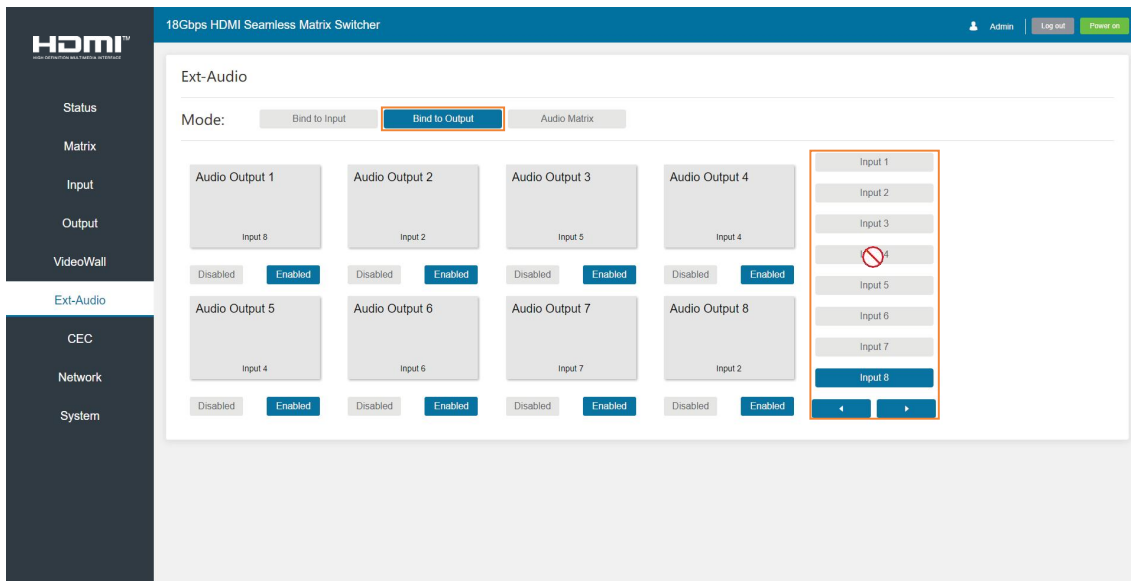 HDMI™
HIGH DEFINITION MULTIMEDIA INTERFACE
18Gbps HDMI Seamless Matrix Switcher
Admin
Log out
Power on
Status
Matrix
Input
Output
VideoWall
Ext-Audio
CEC
Network
System
Ext-Audio
Mode:
Bind to Input
Bind to Output
Audio Matrix
Audio Output 1
Input 8
Disabled
Enabled
Audio Output 2
Input 2
Disabled
Enabled
Audio Output 3
Input 5
Disabled
Enabled
Audio Output 4
Input 4
Disabled
Enabled
Audio Output 5
Input 4
Disabled
Enabled
Audio Output 6
Input 6
Disabled
Enabled
Audio Output 7
Input 7
Disabled
Enabled
Audio Output 8
Input 2
Disabled
Enabled
Input 1
Input 2
Input 3
4
Input 5
Input 6
Input 7
Input 8